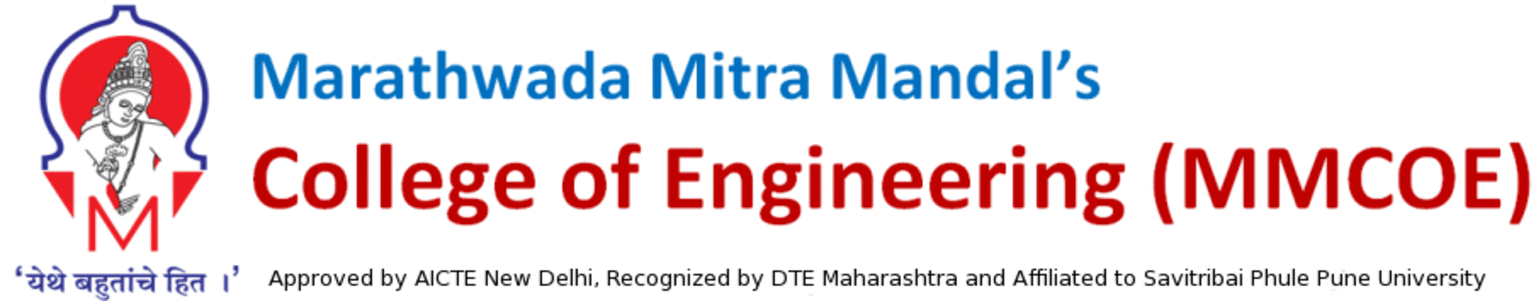 Marathwada Mitra Mandal’s
College of Engineering (MMCOE)
M
‘येथे बहुतांचे हित ।’
Approved by AICTE New Delhi, Recognized by DTE Maharashtra and Affiliated to Savitribai Phule Pune University